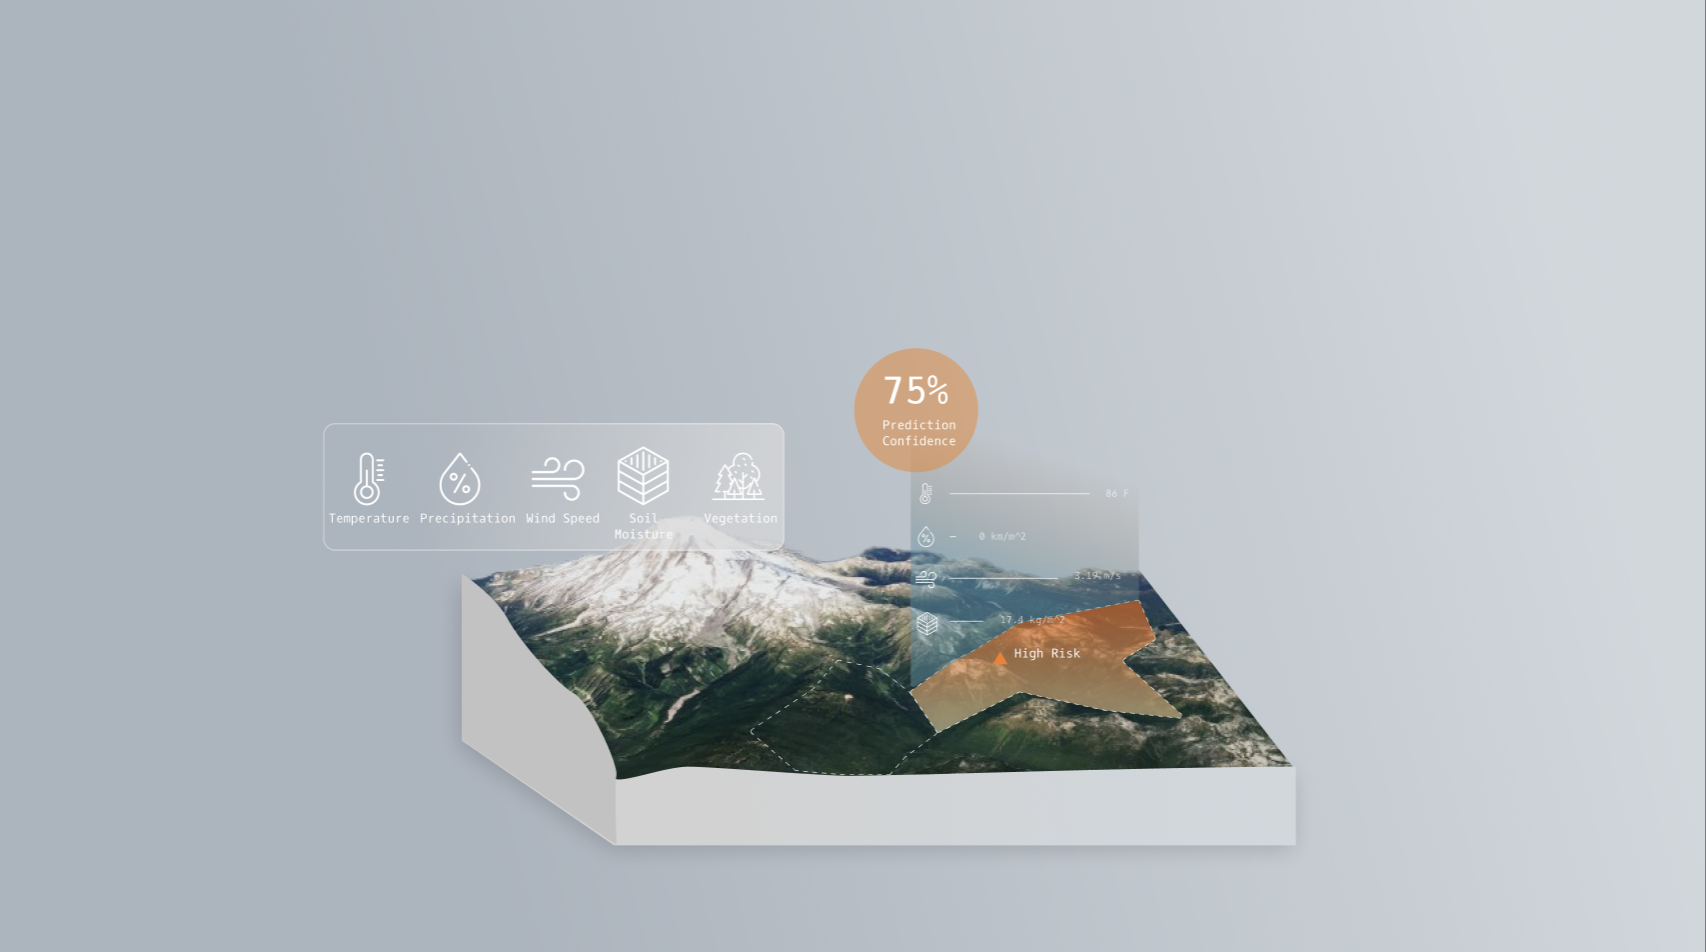 75%
Prediction
Confidence
Temperature
Precipitation
Wind Speed
Soil
Moisture
Vegetation
86 F
0 km/m^2
3.19 m/s
17.4 kg/m^2
High Risk